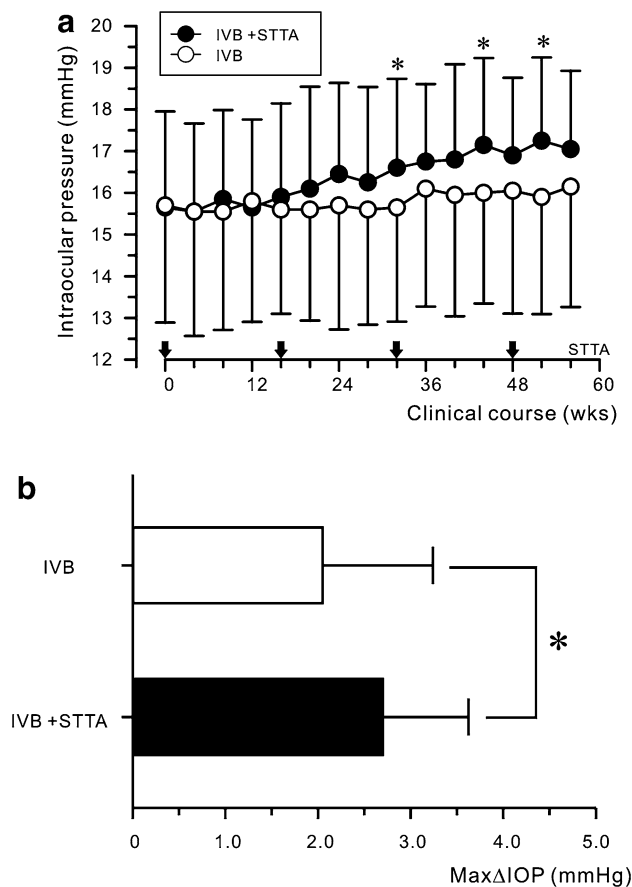 a
IVB +STTA
IVB
Intraocular pressure (mmHg)
20
19
18
17
16
15
14
13
12
* * *
STTA
0 12 24 36 48 60
Clinical course (wks)
b
IVB
IVB +STTA
*
0 1.0 2.0 3.0 4.0 5.0
MaxΔIOP (mmHg)